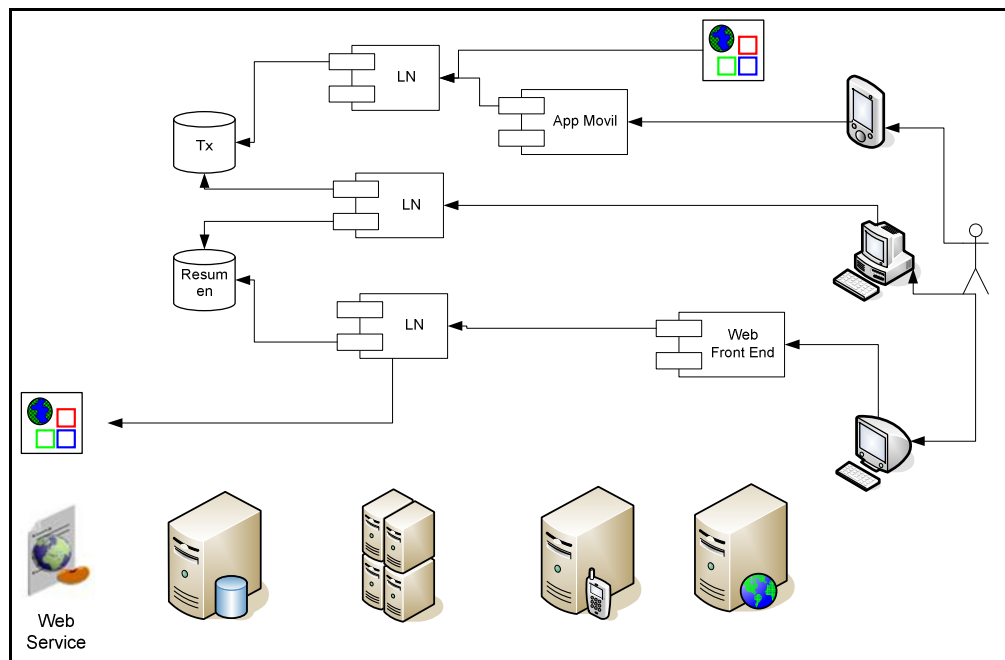 LN
App Movil
Tx
LN
Resum
en
LN
Web
Front End
Web
Service